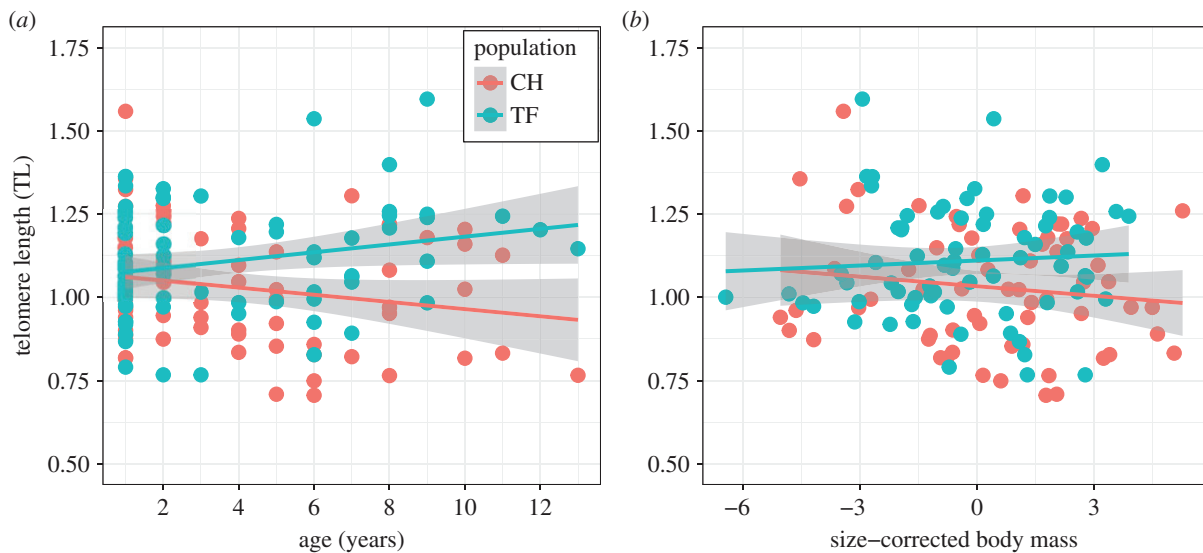 (a)
(b)
telomere length (TL)
1.75
1.50
1.25
1.00
0.75
0.50
population
CH
TF
2
4
6
8
10
12
age (years)
1.75
1.50
1.25
1.00
0.75
0.50
−6
−3
0
3
size−corrected body mass